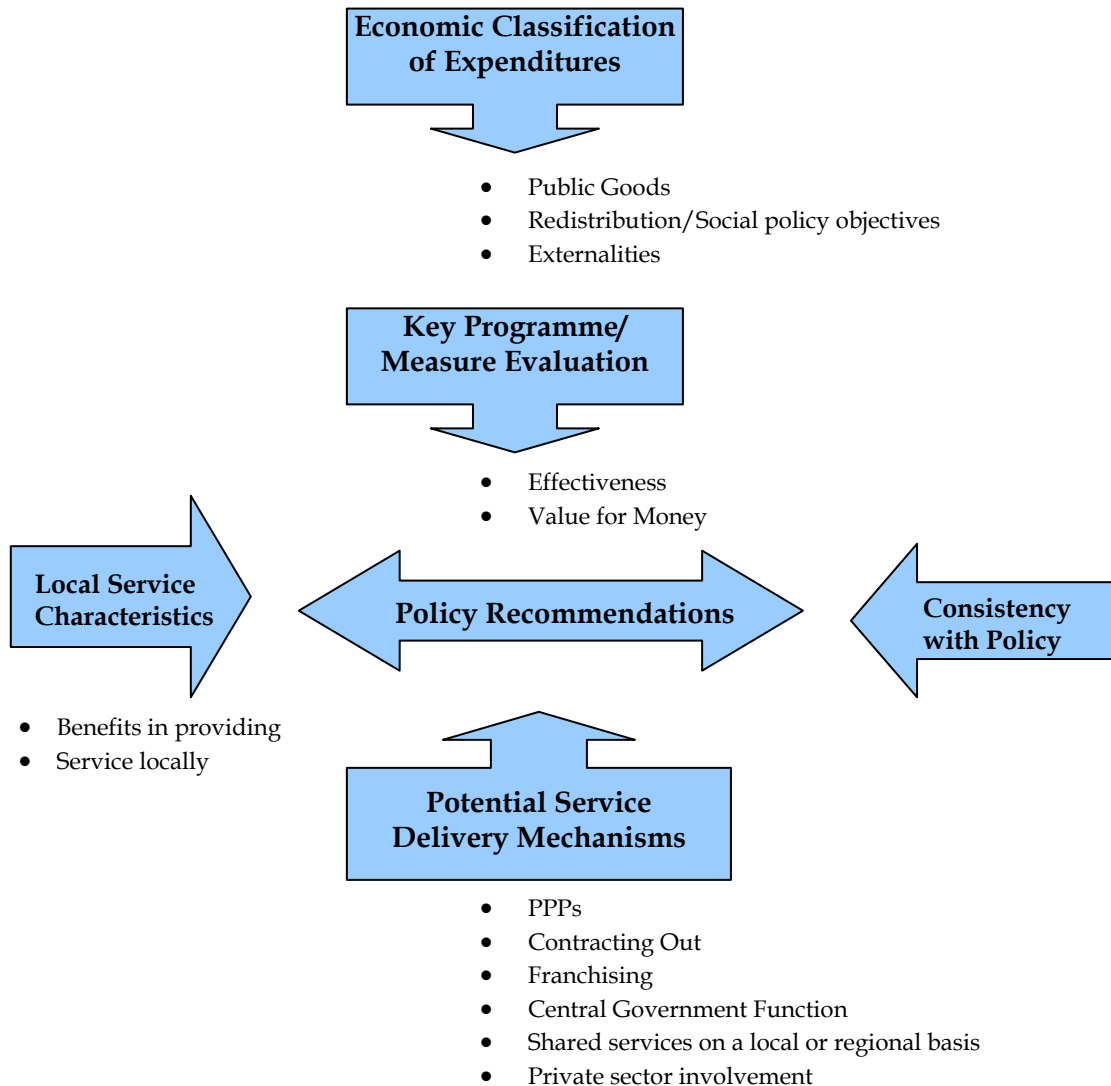 Economic Classification
of Expenditures
• Public Goods
• Redistribution/Social policy objectives
• Externalities
Key Programme/
Measure Evaluation
• Effectiveness
• Value for Money
Local Service
Characteristics
Policy Recommendations
Consistency
with Policy
• Benefits in providing
• Service locally
Potential Service
Delivery Mechanisms
• PPPs
• Contracting Out
• Franchising
• Central Government Function
• Shared services on a local or regional basis
• Private sector involvement